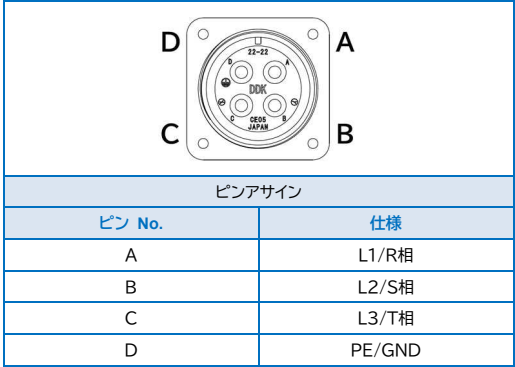 D
A
22-22
D A
DDK
C B
CE05
JAPAN
C
B
ピンアサイン
ピン No. 仕様
A L1/R相
B L2/S相
C L3/T相
D PE/GND